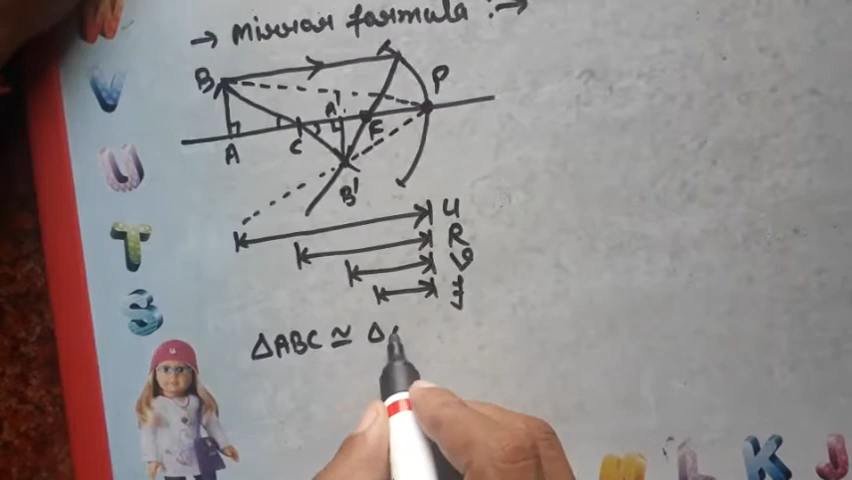 → Mirror formula :→
B
P
A'
F
A
C
B'
u
R
v
f
ΔABC ≅ Δ
V
U
T
S
K
J